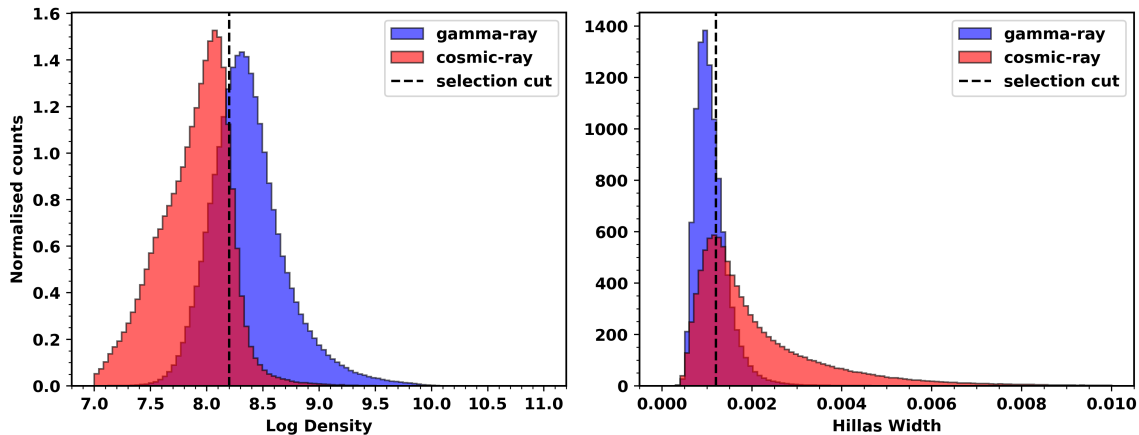 1.6
1.4
1.2
1.0
0.8
0.6
0.4
0.2
0.0
Normalised counts
7.0 7.5 8.0 8.5 9.0 9.5 10.0 10.5 11.0
Log Density
gamma-ray
cosmic-ray
selection cut
1400
1200
1000
800
600
400
200
0
0.000 0.002 0.004 0.006 0.008 0.010
Hillas Width
gamma-ray
cosmic-ray
selection cut